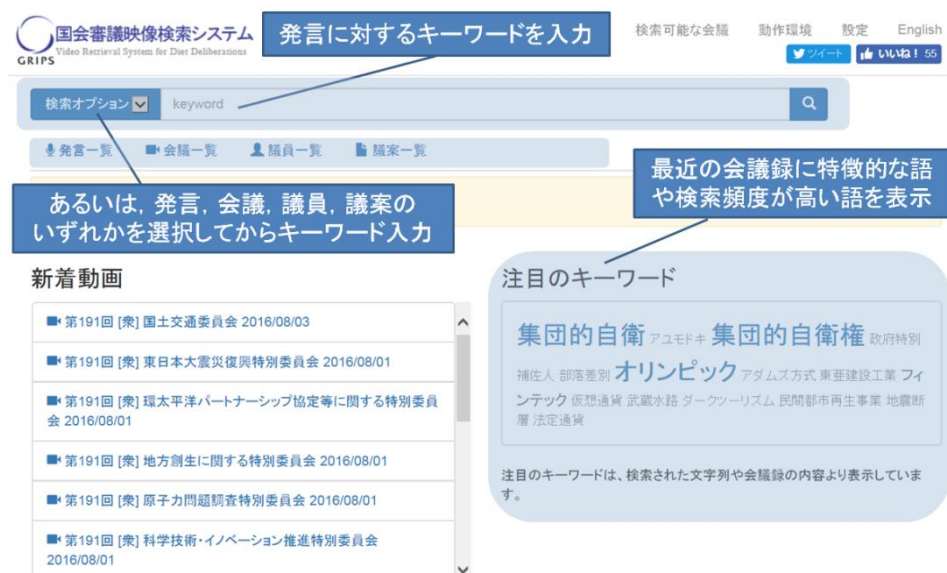 国会審議映像検索システム
Video Retrieval System for Diet Deliberations
GRIPS
発言に対するキーワードを入力
検索可能な会議 動作環境 設定 English
ツイート いいね! 55
検索オプション keyword
発言一覧 会議一覧 議員一覧 議案一覧
あるいは,発言,会議,議員,議案の
いずれかを選択してからキーワード入力
最近の会議録に特徴的な語
や検索頻度が高い語を表示
新着動画
第191回 [衆] 国土交通委員会 2016/08/03
第191回 [衆] 東日本大震災復興特別委員会 2016/08/01
第191回 [衆] 環太平洋パートナーシップ協定等に関する特別委員
会 2016/08/01
第191回 [衆] 地方創生に関する特別委員会 2016/08/01
第191回 [衆] 原子力問題調査特別委員会 2016/08/01
第191回 [衆] 科学技術・イノベーション推進特別委員会
2016/08/01
注目のキーワード
集団的自衛 アユモドキ 集団的自衛権 政府特別
補佐人 部落差別 オリンピック アダムズ方式 東亜建設工業 フィ
ンテック 仮想通貨 武蔵水路 ダークツーリズム 民間都市再生事業 地震断
層 法定通貨
注目のキーワードは、検索された文字列や会議録の内容より表示していま
す。